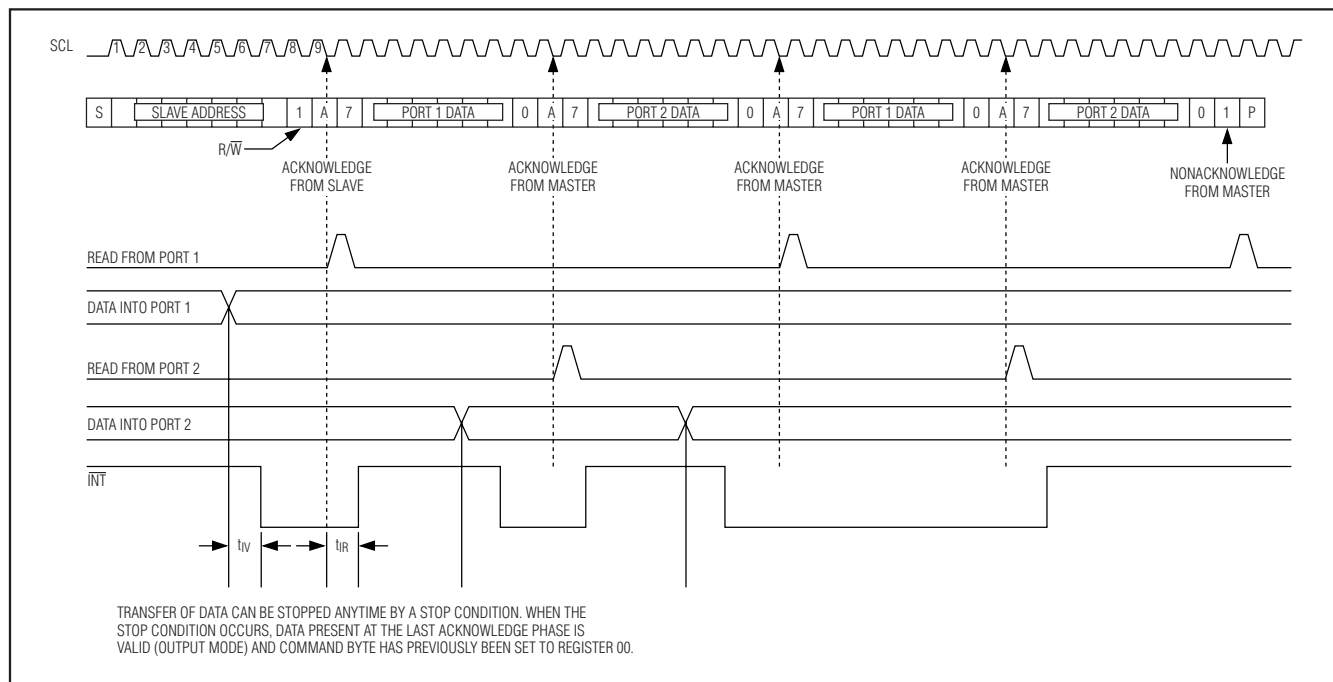 SCL 1 2 3 4 5 6 7 8 9
S SLAVE ADDRESS 1 A 7 PORT 1 DATA 0 A 7 PORT 2 DATA 0 A 7 PORT 1 DATA 0 A 7 PORT 2 DATA 0 1 P
R/W̅
ACKNOWLEDGE
FROM SLAVE
ACKNOWLEDGE
FROM MASTER
ACKNOWLEDGE
FROM MASTER
ACKNOWLEDGE
FROM MASTER
NONACKNOWLEDGE
FROM MASTER
READ FROM PORT 1
DATA INTO PORT 1
READ FROM PORT 2
DATA INTO PORT 2
I̅N̅T̅
tIV tIR
TRANSFER OF DATA CAN BE STOPPED ANYTIME BY A STOP CONDITION. WHEN THE
STOP CONDITION OCCURS, DATA PRESENT AT THE LAST ACKNOWLEDGE PHASE IS
VALID (OUTPUT MODE) AND COMMAND BYTE HAS PREVIOUSLY BEEN SET TO REGISTER 00.